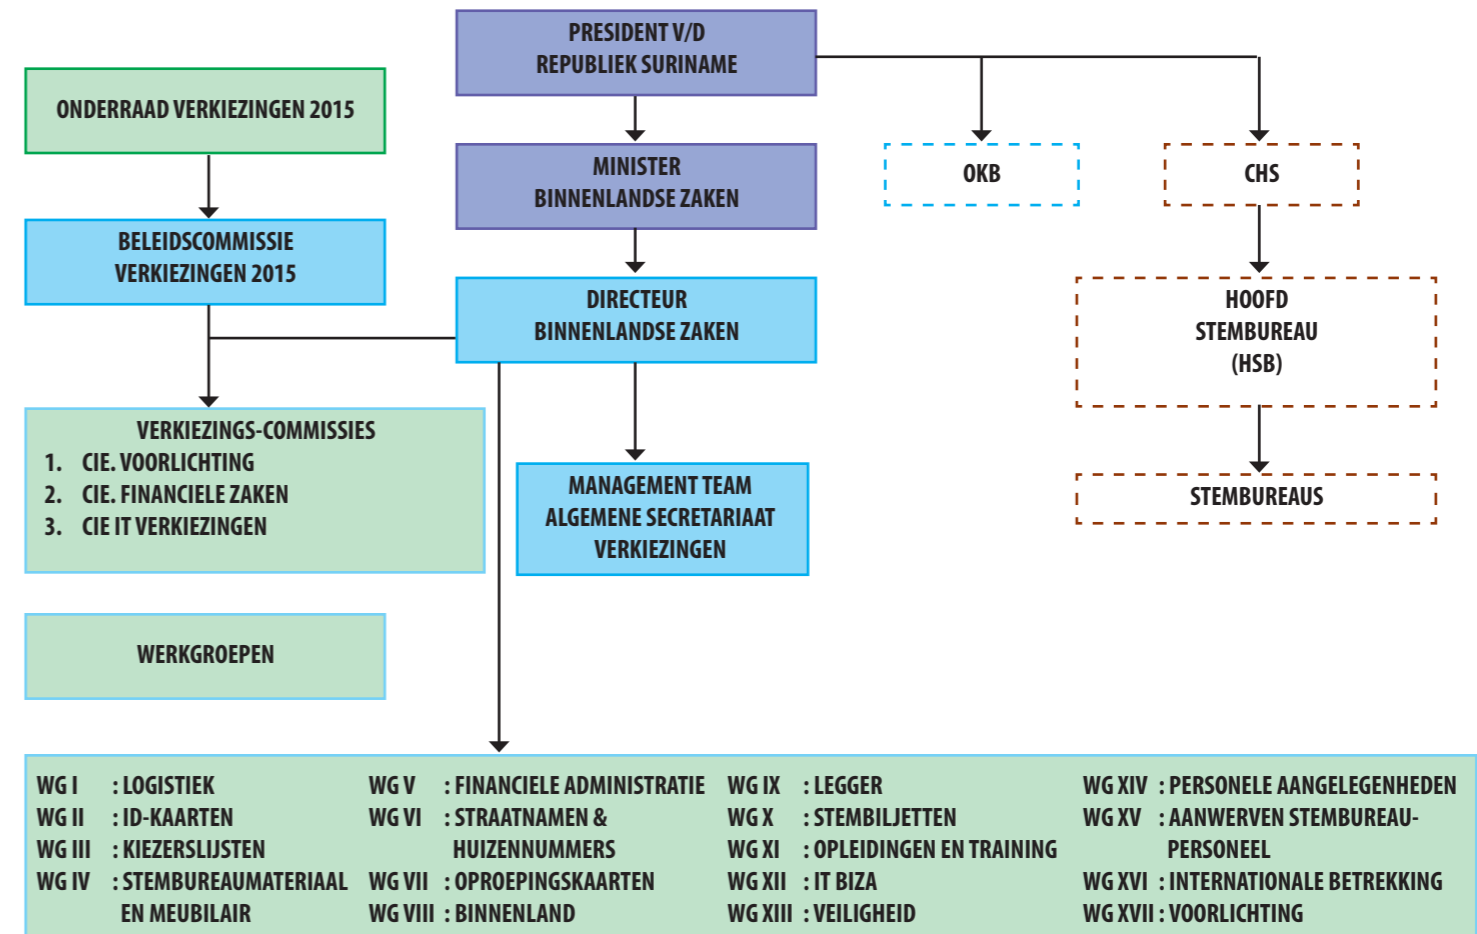 PRESIDENT V/D
REPUBLIEK SURINAME
ONDERRAAD VERKIEZINGEN 2015
MINISTER
BINNENLANDSE ZAKEN
OKB
CHS
BELEIDSCOMMISSIE
VERKIEZINGEN 2015
DIRECTEUR
BINNENLANDSE ZAKEN
HOOFD
STEMBUREAU
(HSB)
VERKIEZINGS-COMMISSIES
1. CIE. VOORLICHTING
2. CIE. FINANCIELE ZAKEN
3. CIE IT VERKIEZINGEN
MANAGEMENT TEAM
ALGEMENE SECRETARIAAT
VERKIEZINGEN
STEMBUREAUS
WERKGROEPEN
WG I : LOGISTIEK
WG II : ID-KAARTEN
WG III : KIEZERSLIJSTEN
WG IV : STEMBUREAUMATERIAAL
EN MEUBILAIR
WG V : FINANCIELE ADMINISTRATIE
WG VI : STRAATNAMEN &
HUIZENNUMMERS
WG VII : OPROEPINGSKAARTEN
WG VIII : BINNENLAND
WG IX : LEGGER
WG X : STEMBILJETTEN
WG XI : OPLEIDINGEN EN TRAINING
WG XII : IT BIZA
WG XIII : VEILIGHEID
WG XIV : PERSONELE AANGELEGENHEDEN
WG XV : AANWERVEN STEMBUREAU-
PERSONEEL
WG XVI : INTERNATIONALE BETREKKING
WG XVII : VOORLICHTING